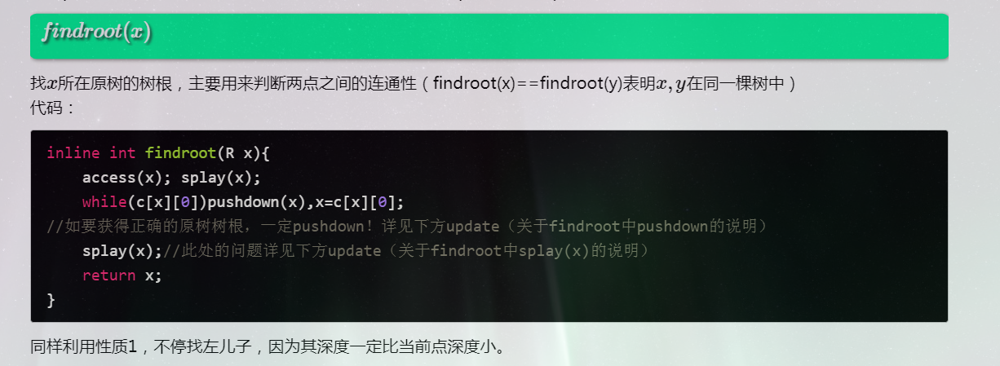 findroot(x)
找x所在原树的树根，主要用来判断两点之间的连通性（findroot(x)==findroot(y)表明x,y在同一棵树中）
代码：
inline int findroot(R x){
    access(x); splay(x);
    while(c[x][0])pushdown(x),x=c[x][0];
//如要获得正确的原树树根，一定pushdown！详见下方update（关于findroot中pushdown的说明）
    splay(x);//此处的问题详见下方update（关于findroot中splay(x)的说明）
    return x;
}
同样利用性质1，不停找左儿子，因为其深度一定比当前点深度小。